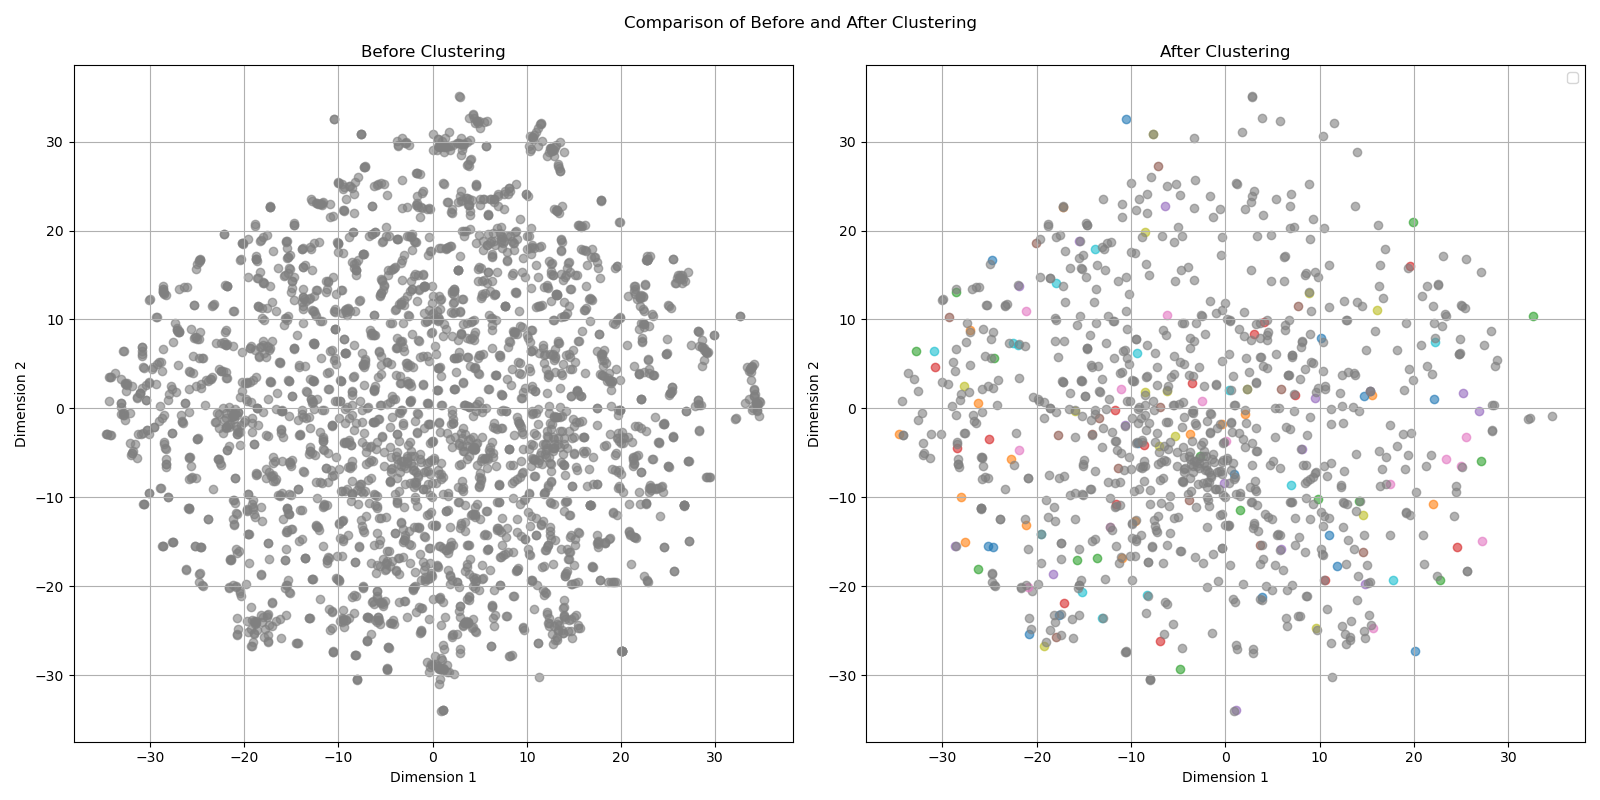 Comparison of Before and After Clustering
Before Clustering
30
20
10
0
−10
−20
−30
Dimension 2
−30 −20 −10 0 10 20 30
Dimension 1
After Clustering
30
20
10
0
−10
−20
−30
Dimension 2
−30 −20 −10 0 10 20 30
Dimension 1